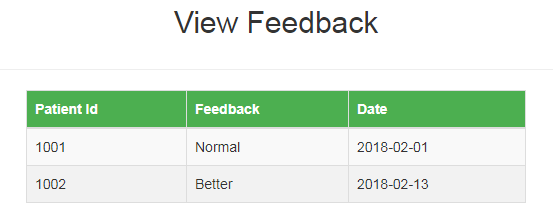 View Feedback
Patient Id Feedback Date
1001 Normal 2018-02-01
1002 Better 2018-02-13